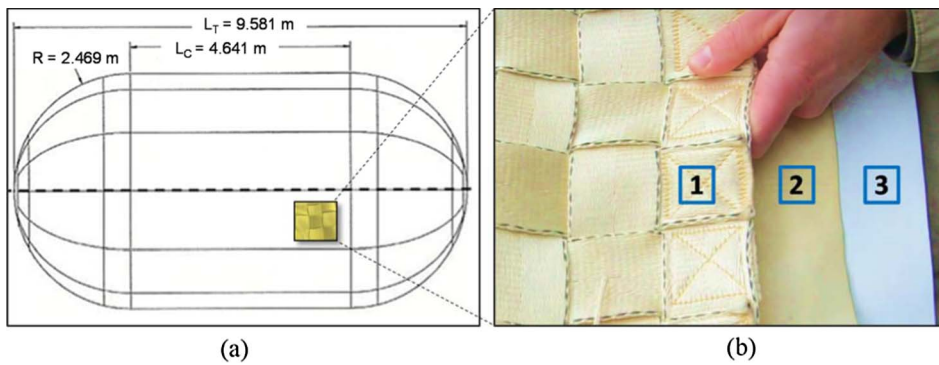 L_T = 9.581 m
R = 2.469 m
L_C = 4.641 m
1
2
3
(a)
(b)